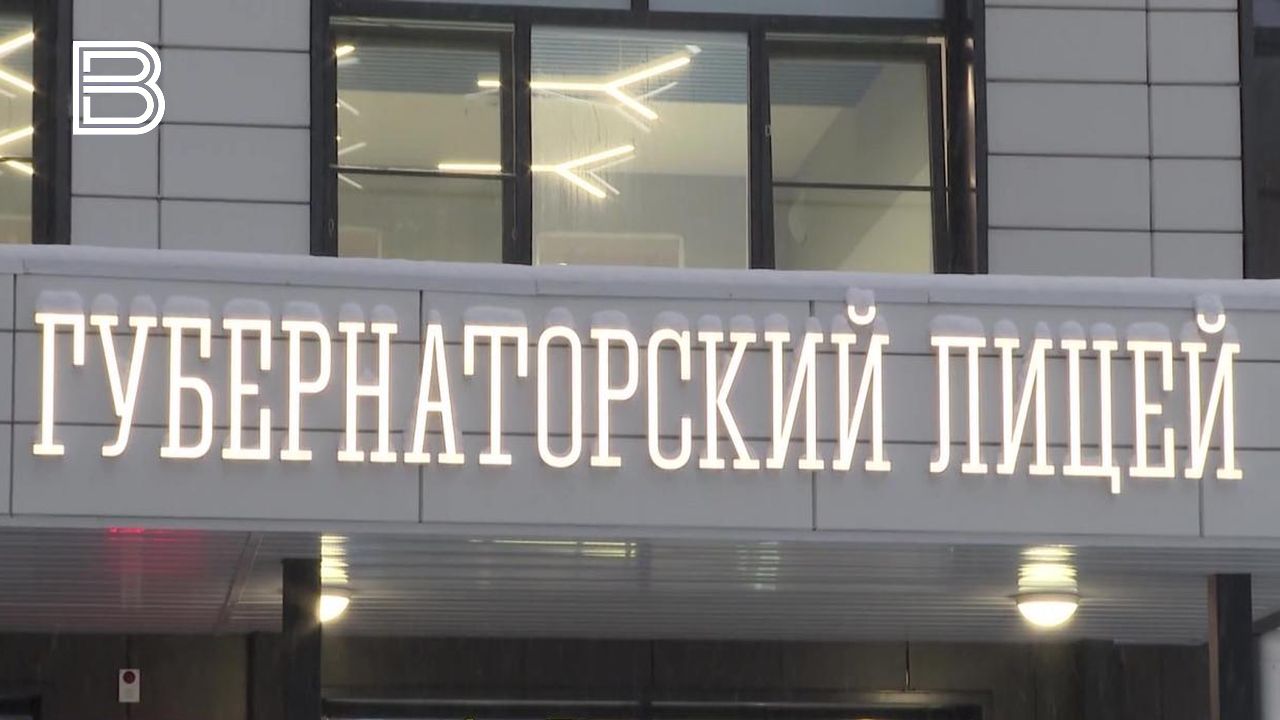 В
ГУБЕРНАТОРСКИЙ ЛИЦЕЙ